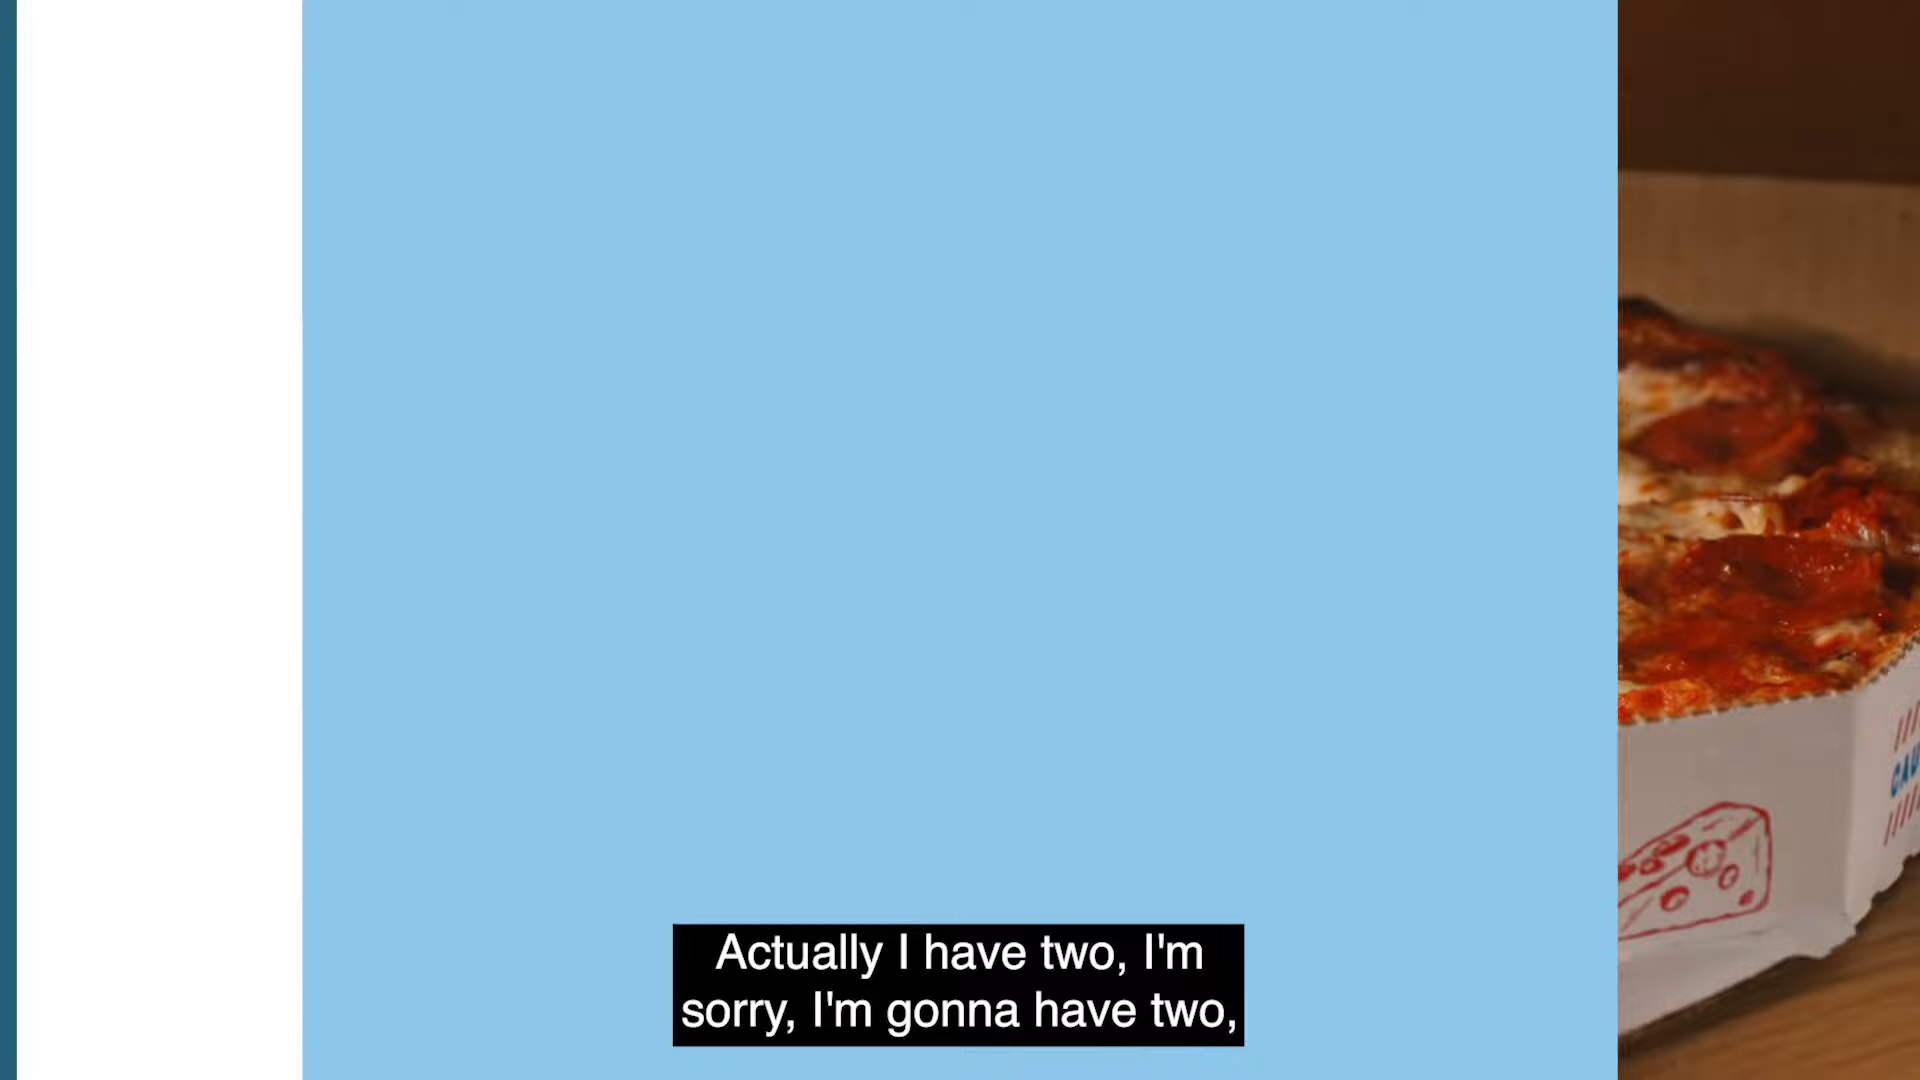 Actually I have two, I'm
sorry, I'm gonna have two,